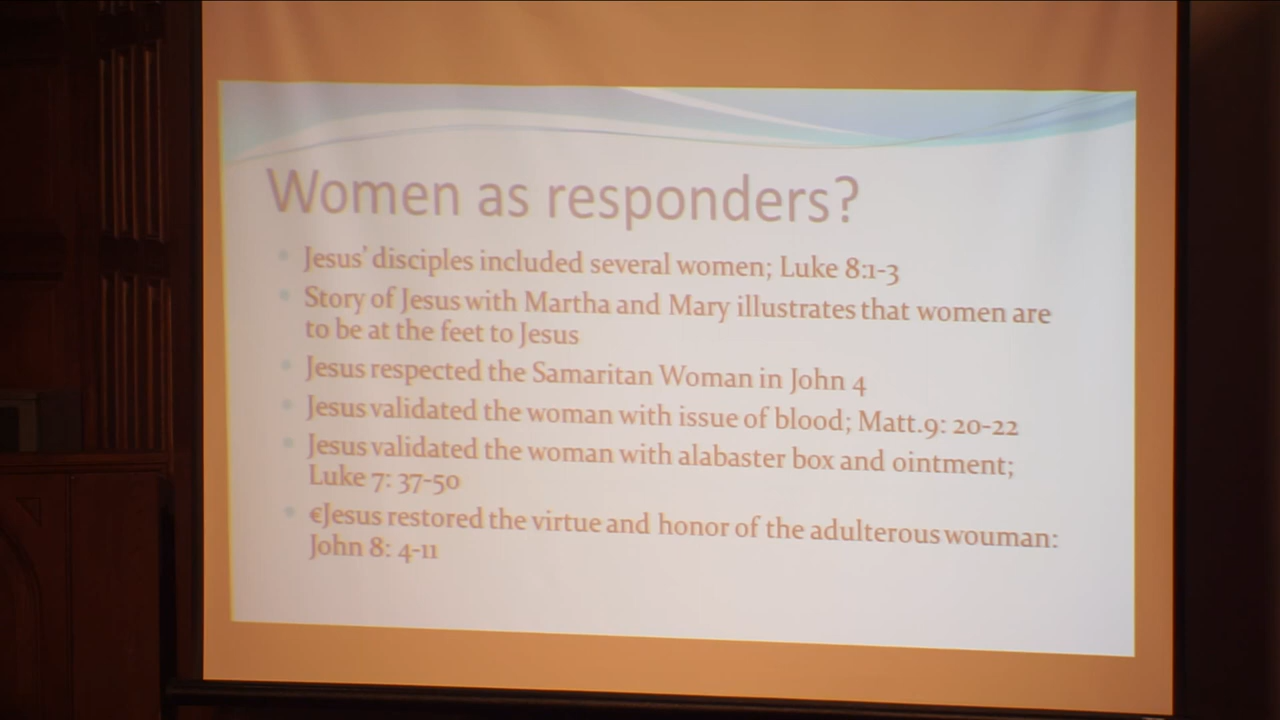 Women as responders?
Jesus' disciples included several women; Luke 8:1-3
Story of Jesus with Martha and Mary illustrates that women are
to be at the feet to Jesus
Jesus respected the Samaritan Woman in John 4
Jesus validated the woman with issue of blood; Matt.9: 20-22
Jesus validated the woman with alabaster box and ointment;
Luke 7: 37-50
€Jesus restored the virtue and honor of the adulterous wouman:
John 8: 4-11